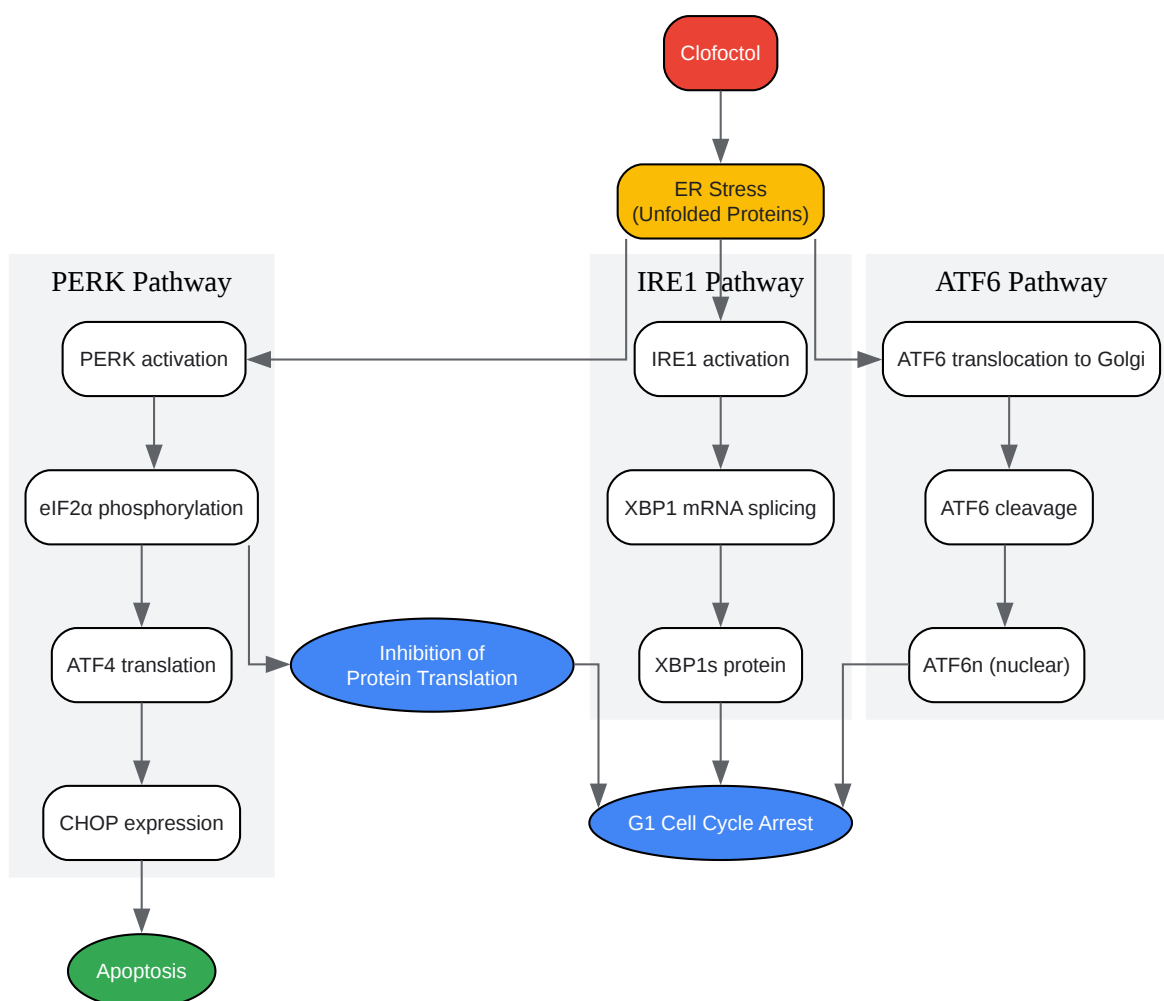 Clofoctol
ER Stress
(Unfolded Proteins)
PERK Pathway
IRE1 Pathway
ATF6 Pathway
PERK activation
IRE1 activation
ATF6 translocation to Golgi
eIF2α phosphorylation
XBP1 mRNA splicing
ATF6 cleavage
ATF4 translation
Inhibition of
Protein Translation
XBP1s protein
ATF6n (nuclear)
CHOP expression
G1 Cell Cycle Arrest
Apoptosis